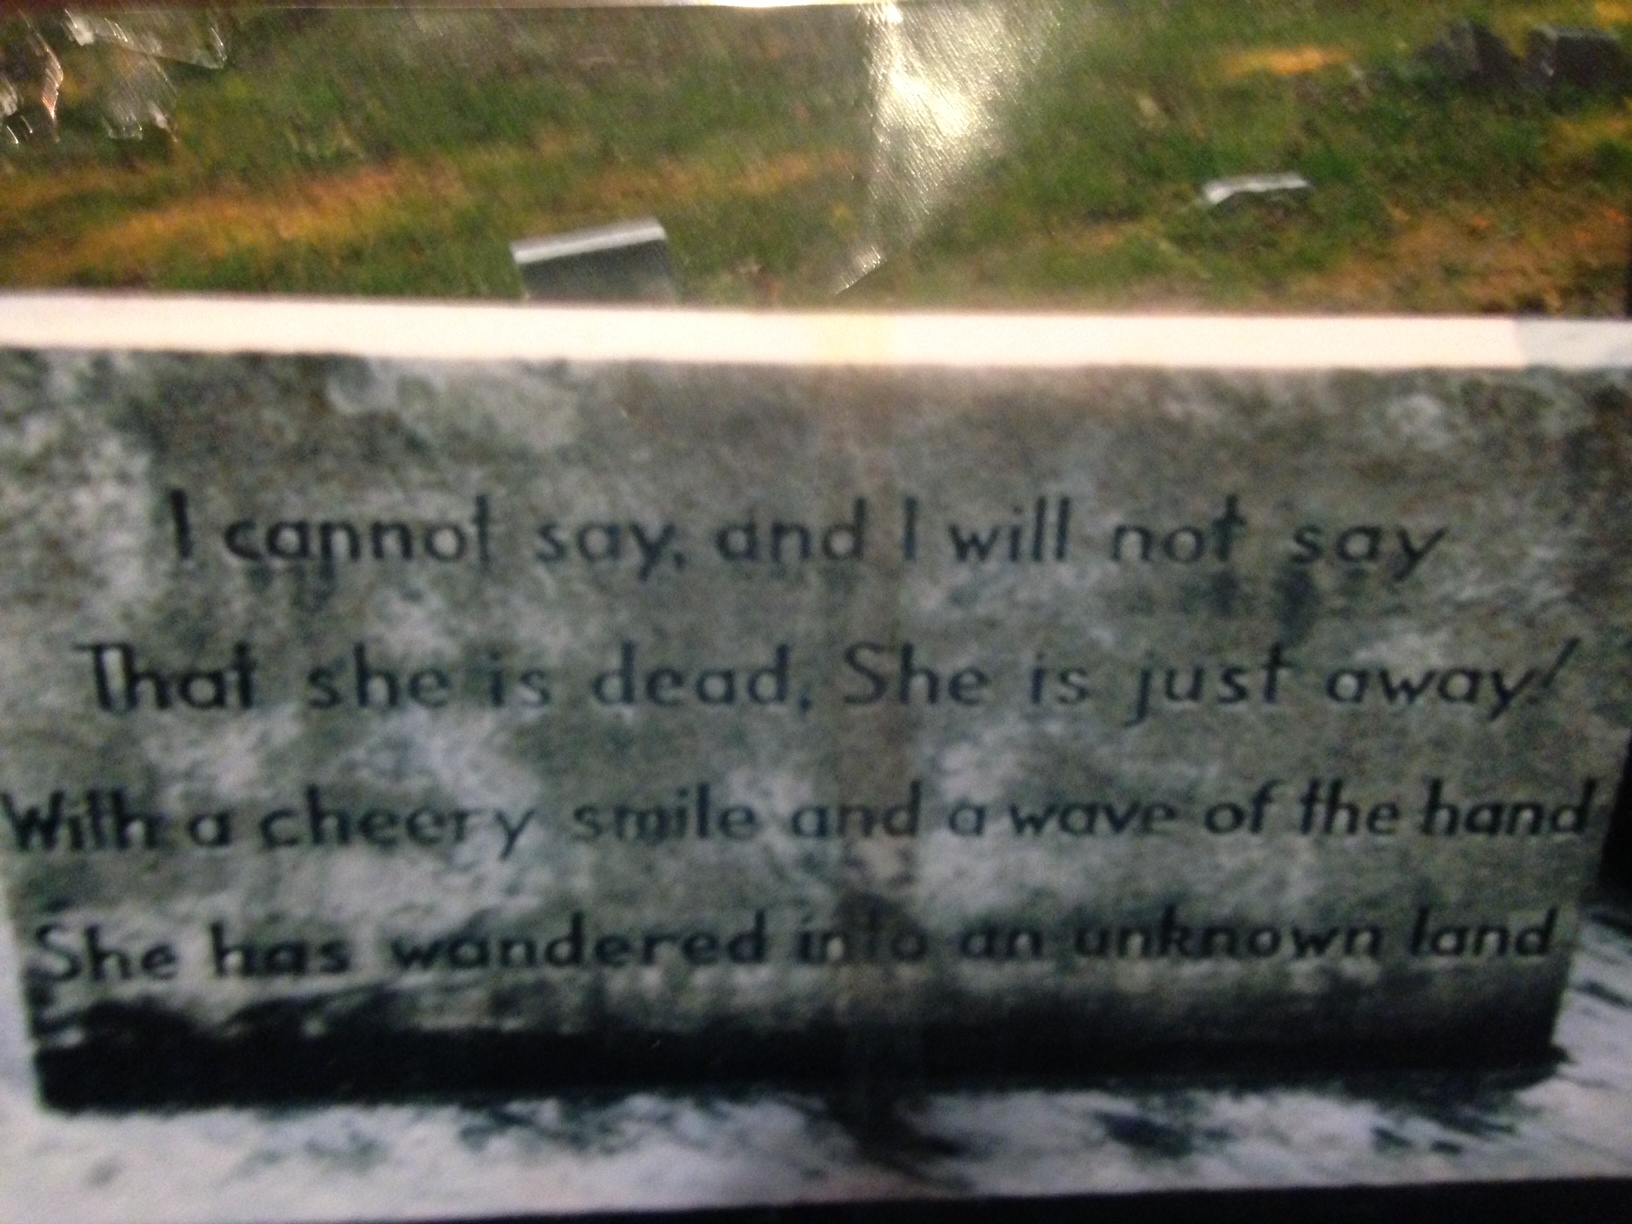 I cannot say, and I will not say
That she is dead, She is just away!
With a cheery smile and a wave of the hand
She has wandered into an unknown land